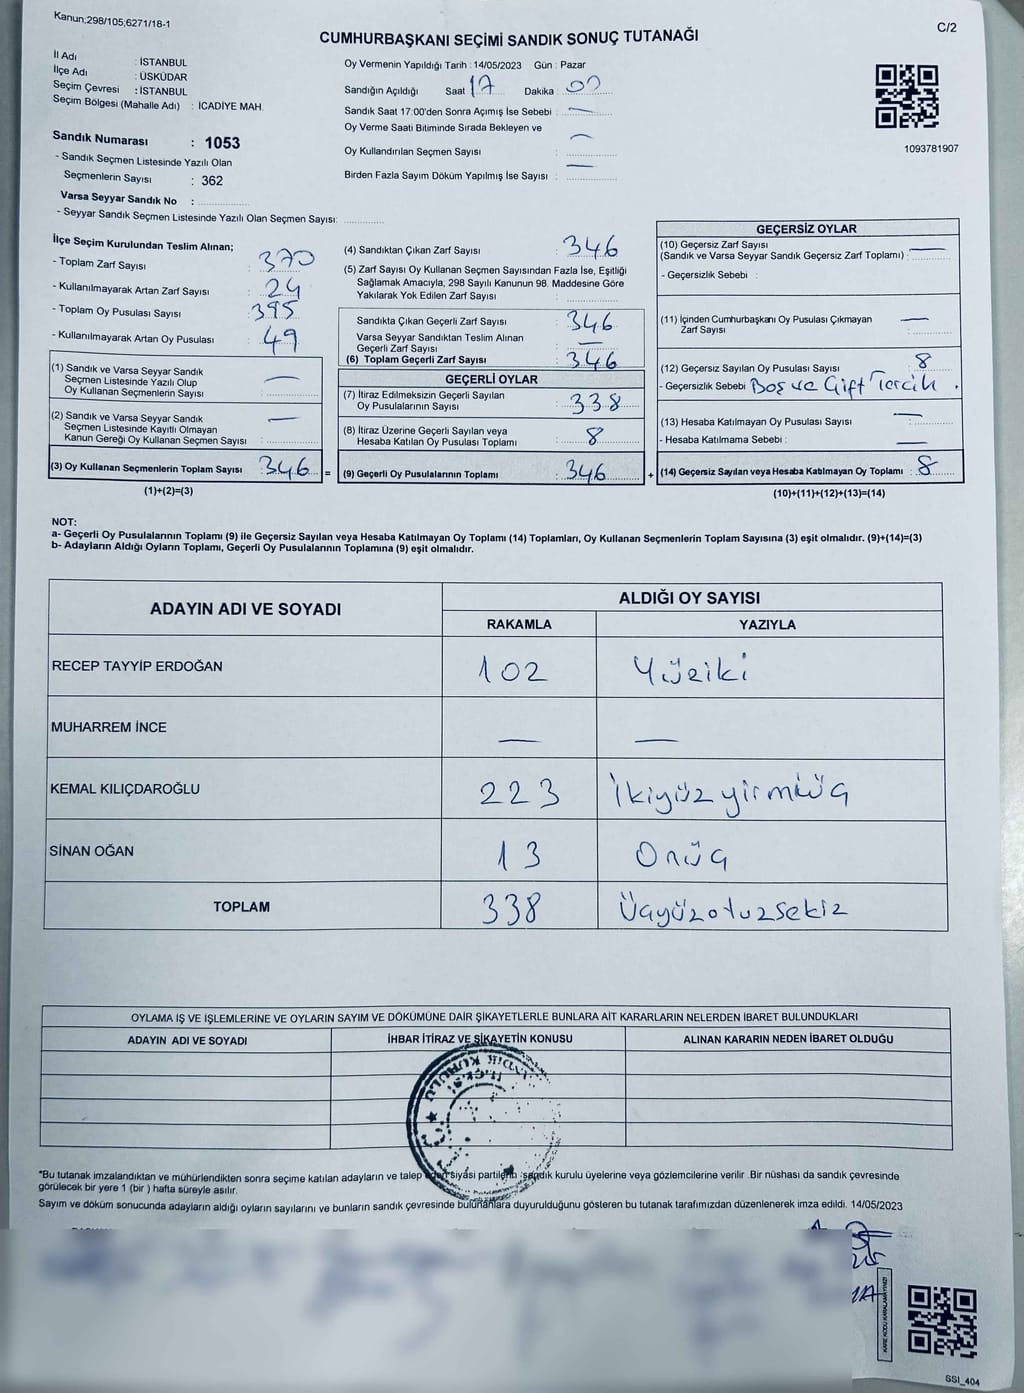 Kanun;298/105,6271/18-1
C/2
CUMHURBAŞKANI SEÇİMİ SANDIK SONUÇ TUTANAĞI
İl Adı : İSTANBUL
İlçe Adı : ÜSKÜDAR
Seçim Çevresi : İSTANBUL
Seçim Bölgesi (Mahalle Adı) : İCADİYE MAH.
Oy Vermenin Yapıldığı Tarih : 14/05/2023 Gün : Pazar
Sandığın Açıldığı Saat 17 Dakika : 00
Sandık Saat 17:00'den Sonra Açımış İse Sebebi : —
Oy Verme Saati Bitiminde Sırada Bekleyen ve
Oy Kullandırılan Seçmen Sayısı : —
Birden Fazla Sayım Döküm Yapılmış İse Sayısı : —
1093781907
Sandık Numarası : 1053
- Sandık Seçmen Listesinde Yazılı Olan
Seçmenlerin Sayısı : 362
Varsa Seyyar Sandık No :
- Seyyar Sandık Seçmen Listesinde Yazılı Olan Seçmen Sayısı:
İlçe Seçim Kurulundan Teslim Alınan;
- Toplam Zarf Sayısı : 370
- Kullanılmayarak Artan Zarf Sayısı : 24
- Toplam Oy Pusulası Sayısı : 395
- Kullanılmayarak Artan Oy Pusulası : 49
(1) Sandık ve Varsa Seyyar Sandık
Seçmen Listesinde Yazılı Olup
Oy Kullanan Seçmenlerin Sayısı : —
(2) Sandık ve Varsa Seyyar Sandık
Seçmen Listesinde Kayıtlı Olmayan
Kanun Gereği Oy Kullanan Seçmen Sayısı : —
(3) Oy Kullanan Seçmenlerin Toplam Sayısı : 346 =
(1)+(2)=(3)
(4) Sandıktan Çıkan Zarf Sayısı : 346
(5) Zarf Sayısı Oy Kullanan Seçmen Sayısından Fazla İse, Eşitliği
Sağlamak Amacıyla, 298 Sayılı Kanunun 98. Maddesine Göre
Yakılarak Yok Edilen Zarf Sayısı :
Sandıkta Çıkan Geçerli Zarf Sayısı : 346
Varsa Seyyar Sandıktan Teslim Alınan
Geçerli Zarf Sayısı : —
(6) Toplam Geçerli Zarf Sayısı : 346
GEÇERLİ OYLAR
(7) İtiraz Edilmeksizin Geçerli Sayılan
Oy Pusulalarının Sayısı : 338
(8) İtiraz Üzerine Geçerli Sayılan veya
Hesaba Katılan Oy Pusulası Toplamı : 8
(9) Geçerli Oy Pusulalarının Toplamı : 346 +
GEÇERSİZ OYLAR
(10) Geçersiz Zarf Sayısı
(Sandık ve Varsa Seyyar Sandık Geçersiz Zarf Toplamı) : —
- Geçersizlik Sebebi :
(11) İçinden Cumhurbaşkanı Oy Pusulası Çıkmayan
Zarf Sayısı : —
(12) Geçersiz Sayılan Oy Pusulası Sayısı : 8
- Geçersizlik Sebebi : Boş ve Çift Tercih .
(13) Hesaba Katılmayan Oy Pusulası Sayısı : —
- Hesaba Katılmama Sebebi : —
(14) Geçersiz Sayılan veya Hesaba Katılmayan Oy Toplamı : 8
(10)+(11)+(12)+(13)=(14)
NOT:
a- Geçerli Oy Pusulalarının Toplamı (9) ile Geçersiz Sayılan veya Hesaba Katılmayan Oy Toplamı (14) Toplamları, Oy Kullanan Seçmenlerin Toplam Sayısına (3) eşit olmalıdır. (9)+(14)=(3)
b- Adayların Aldığı Oyların Toplamı, Geçerli Oy Pusulalarının Toplamına (9) eşit olmalıdır.
ADAYIN ADI VE SOYADI ALDIĞI OY SAYISI
RAKAMLA YAZIYLA
RECEP TAYYİP ERDOĞAN 102 Yüziki
MUHARREM İNCE — —
KEMAL KILIÇDAROĞLU 223 İkiyüzyirmiüç
SİNAN OĞAN 13 Onüç
TOPLAM 338 Üçyüzotuzsekiz
OYLAMA İŞ VE İŞLEMLERİNE VE OYLARIN SAYIM VE DÖKÜMÜNE DAİR ŞİKAYETLERLE BUNLARA AİT KARARLARIN NELERDEN İBARET BULUNDUKLARI
ADAYIN ADI VE SOYADI İHBAR İTİRAZ VE ŞİKAYETİN KONUSU ALINAN KARARIN NEDEN İBARET OLDUĞU
*Bu tutanak imzalandıktan ve mühürlendikten sonra seçime katılan adayların ve talep eden siyasi partilerin sandık kurulu üyelerine veya gözlemcilerine verilir. Bir nüshası da sandık çevresinde
görülecek bir yere 1 (bir ) hafta süreyle asılır.
Sayım ve döküm sonucunda adayların aldığı oyların sayılarını ve bunların sandık çevresinde bulunanlara duyurulduğunu gösteren bu tutanak tarafımızdan düzenlenerek imza edildi. 14/05/2023
KARE KODU KARALAMAYINIZ!
SSI_404